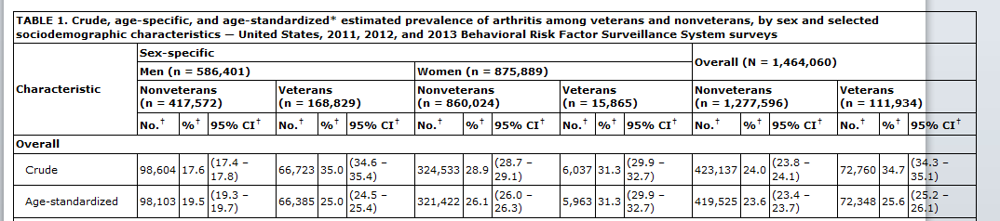 TABLE 1. Crude, age-specific, and age-standardized* estimated prevalence of arthritis among veterans and nonveterans, by sex and selected
sociodemographic characteristics — United States, 2011, 2012, and 2013 Behavioral Risk Factor Surveillance System surveys
Characteristic
Sex-specific
Overall (N = 1,464,060)
Men (n = 586,401) Women (n = 875,889)
Nonveterans (n = 417,572) Veterans (n = 168,829) Nonveterans (n = 860,024) Veterans (n = 15,865) Nonveterans (n = 1,277,596) Veterans (n = 111,934)
No.† %† 95% CI† No.† %† 95% CI† No.† %† 95% CI† No.† %† 95% CI† No.† %† 95% CI† No.† %† 95% CI†
Overall
Crude 98,604 17.6 (17.4 – 17.8) 66,723 35.0 (34.6 – 35.4) 324,533 28.9 (28.7 – 29.1) 6,037 31.3 (29.9 – 32.7) 423,137 24.0 (23.8 – 24.1) 72,760 34.7 (34.3 – 35.1)
Age-standardized 98,103 19.5 (19.3 – 19.7) 66,385 25.0 (24.5 – 25.4) 321,422 26.1 (26.0 – 26.3) 5,963 31.3 (29.9 – 32.7) 419,525 23.6 (23.4 – 23.7) 72,348 25.6 (25.2 – 26.1)